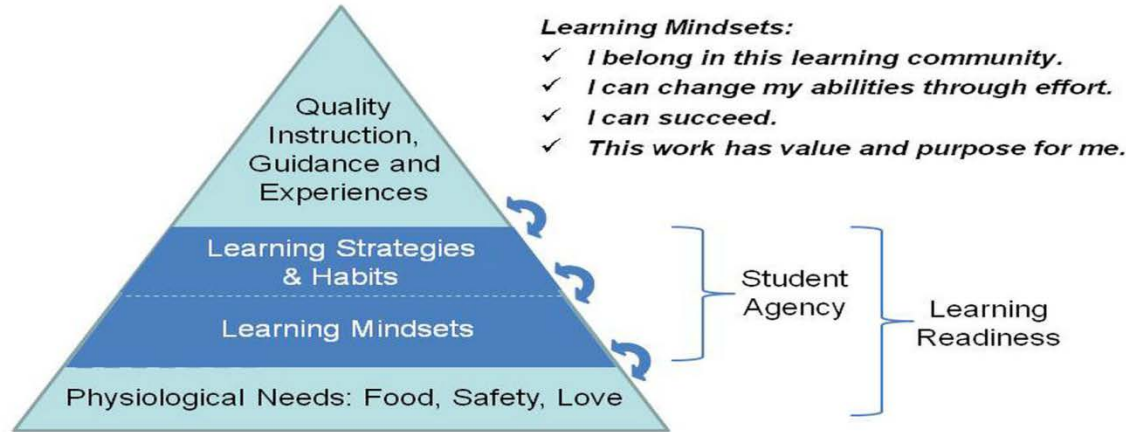 Learning Mindsets:
✓ I belong in this learning community.
✓ I can change my abilities through effort.
✓ I can succeed.
✓ This work has value and purpose for me.
Quality
Instruction,
Guidance and
Experiences
Learning Strategies
& Habits
Learning Mindsets
Physiological Needs: Food, Safety, Love
Student
Agency
Learning
Readiness